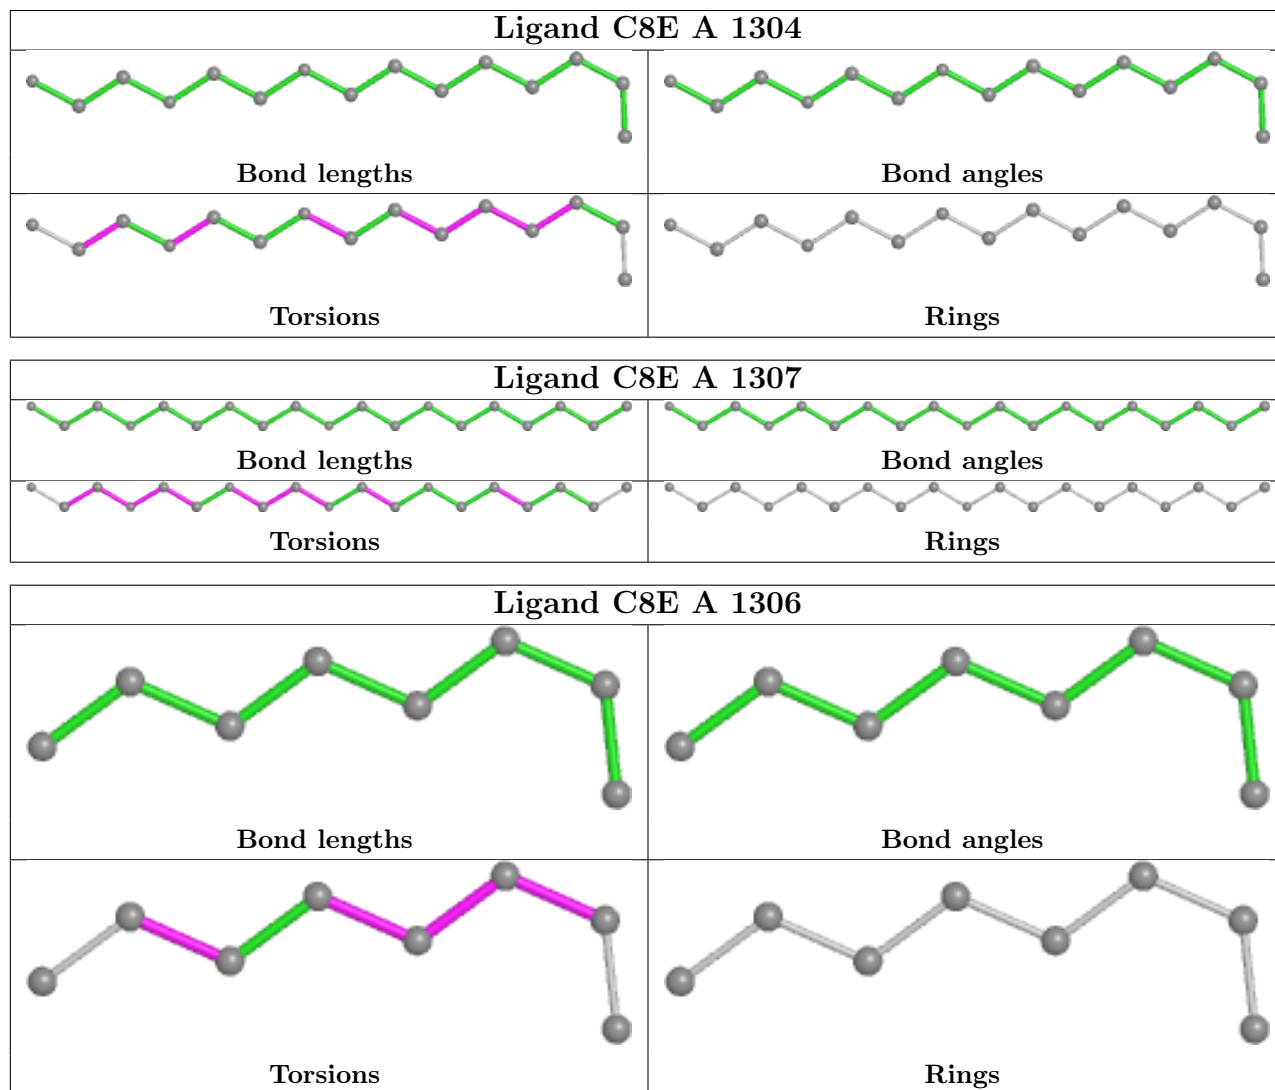 Ligand C8E A 1304
Bond lengths
Bond angles
Torsions
Rings
Ligand C8E A 1307
Bond lengths
Bond angles
Torsions
Rings
Ligand C8E A 1306
Bond lengths
Bond angles
Torsions
Rings